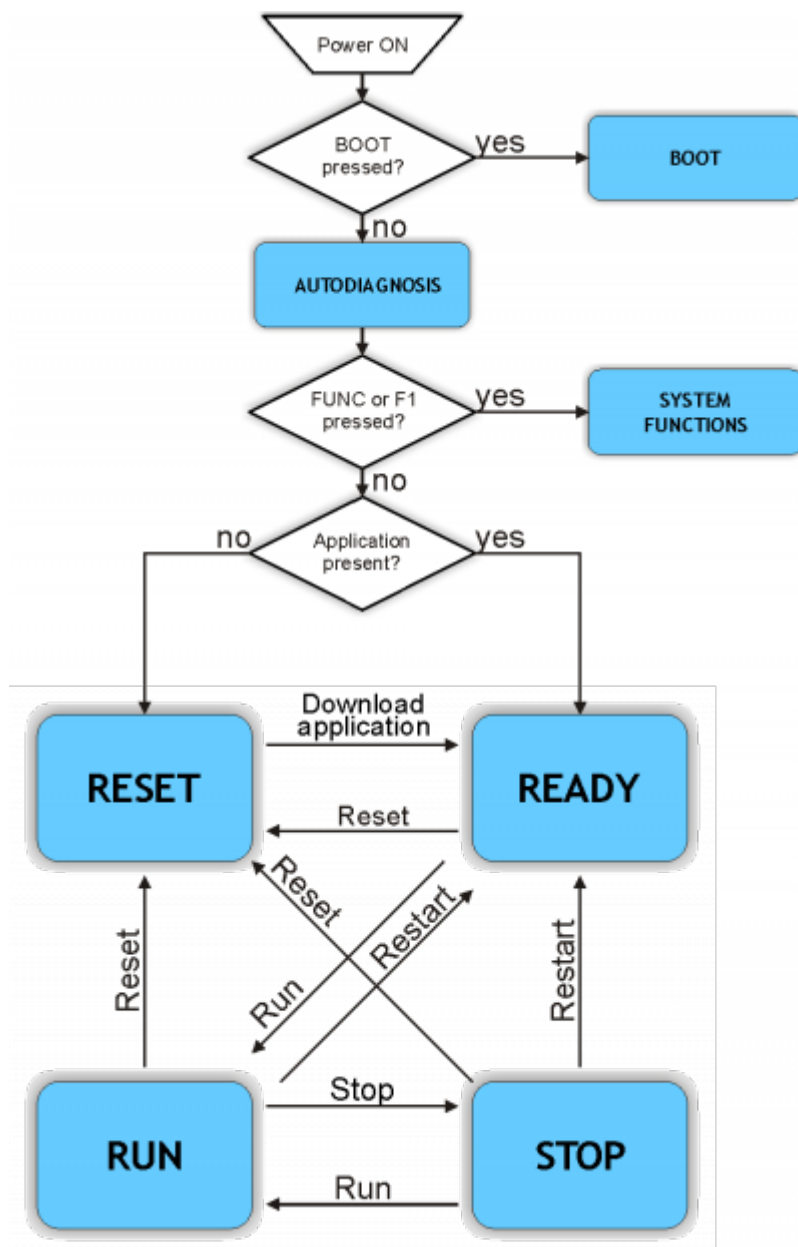 Power ON
BOOT
pressed?
yes
BOOT
no
AUTODIAGNOSIS
FUNC or F1
pressed?
yes
SYSTEM
FUNCTIONS
no
no
Application
present?
yes
RESET
Download
application
READY
Reset
Reset
Reset
Restart
Run
Restart
RUN
Stop
STOP
Run